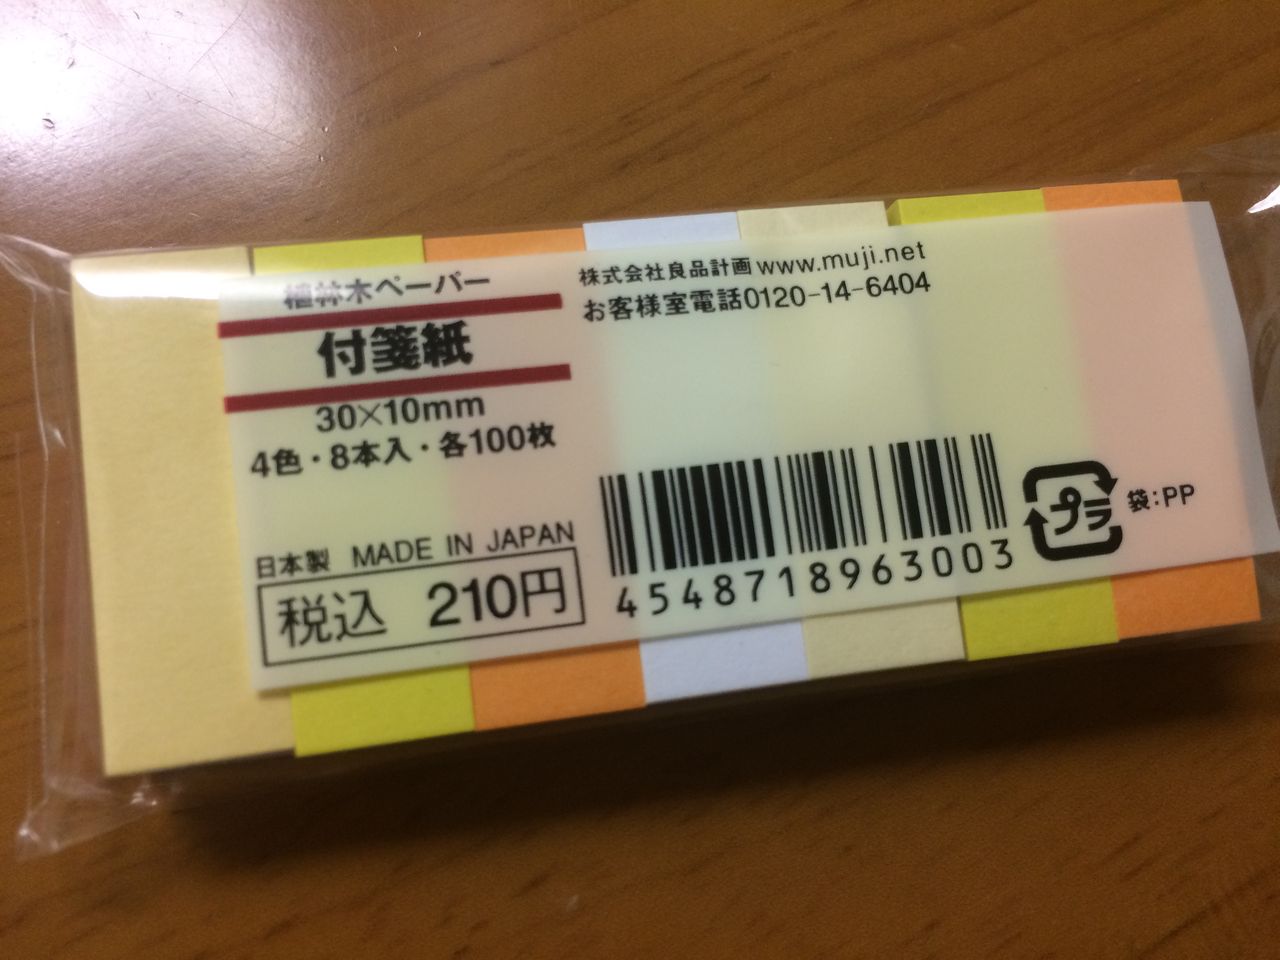 植林木ペーパー
付箋紙
30×10mm
4色・8本入・各100枚
日本製 MADE IN JAPAN
税込 210円
株式会社良品計画 www.muji.net
お客様室電話0120-14-6404
4548718963003
プラ
袋:PP